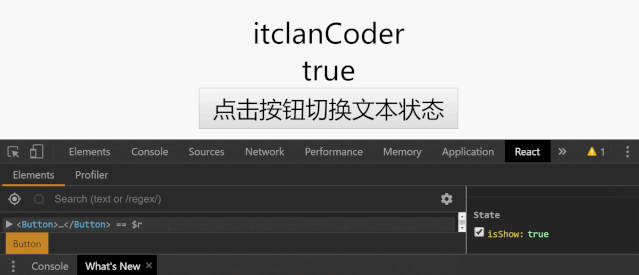 itclanCoder
true
点击按钮切换文本状态
Elements Console Sources Network Performance Memory Application React » 1
Elements Profiler
Search (text or /regex/)
<Button>…</Button> == $r
Button
State
isShow: true
Console What's New ×